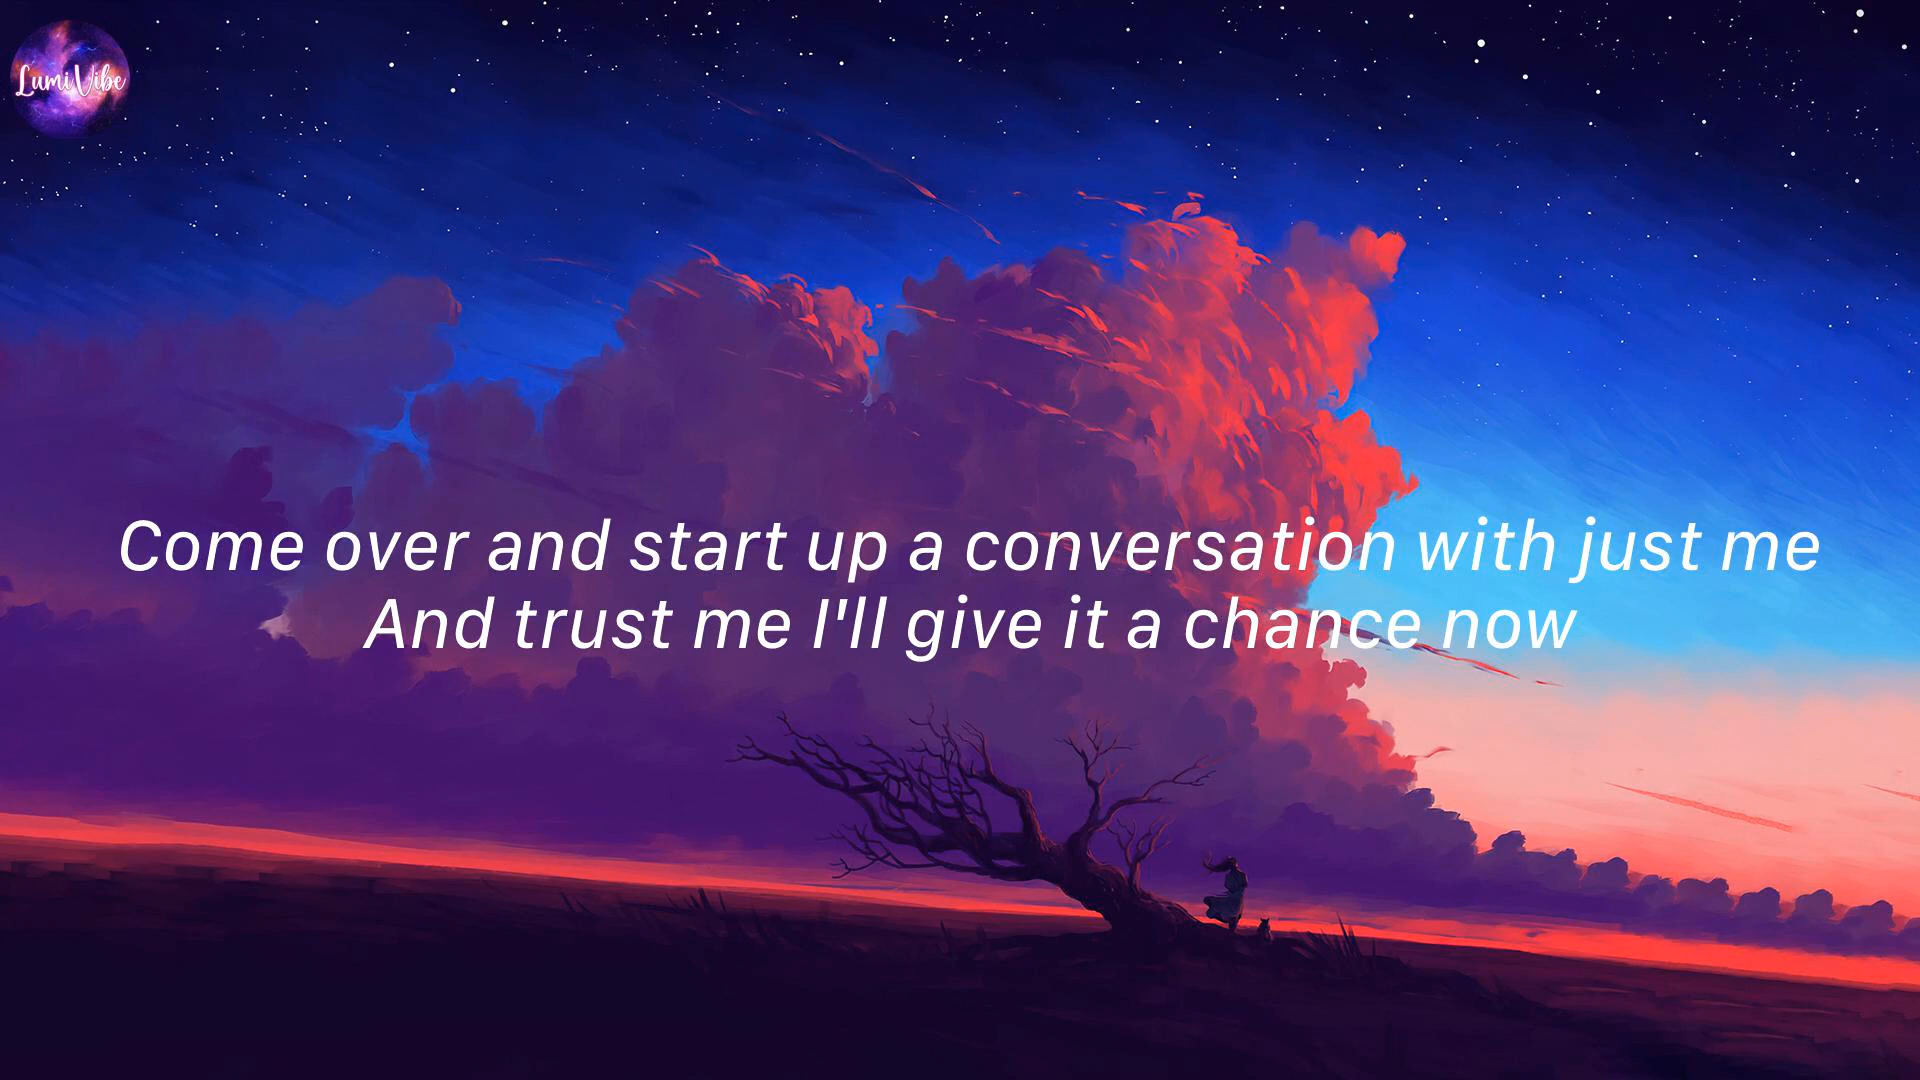 LumiVibe
Come over and start up a conversation with just me
And trust me I'll give it a chance now